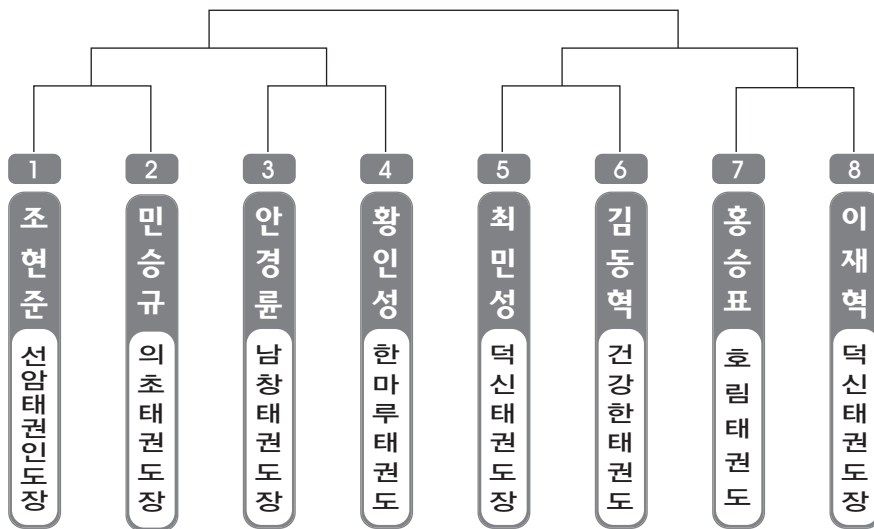 1
조현준
선암태권인도장
2
민승규
의초태권도장
3
안경륜
남창태권도장
4
황인성
한마루태권도
5
최민성
덕신태권도장
6
김동혁
건강한태권도
7
홍승표
호림태권도
8
이재혁
덕신태권도장